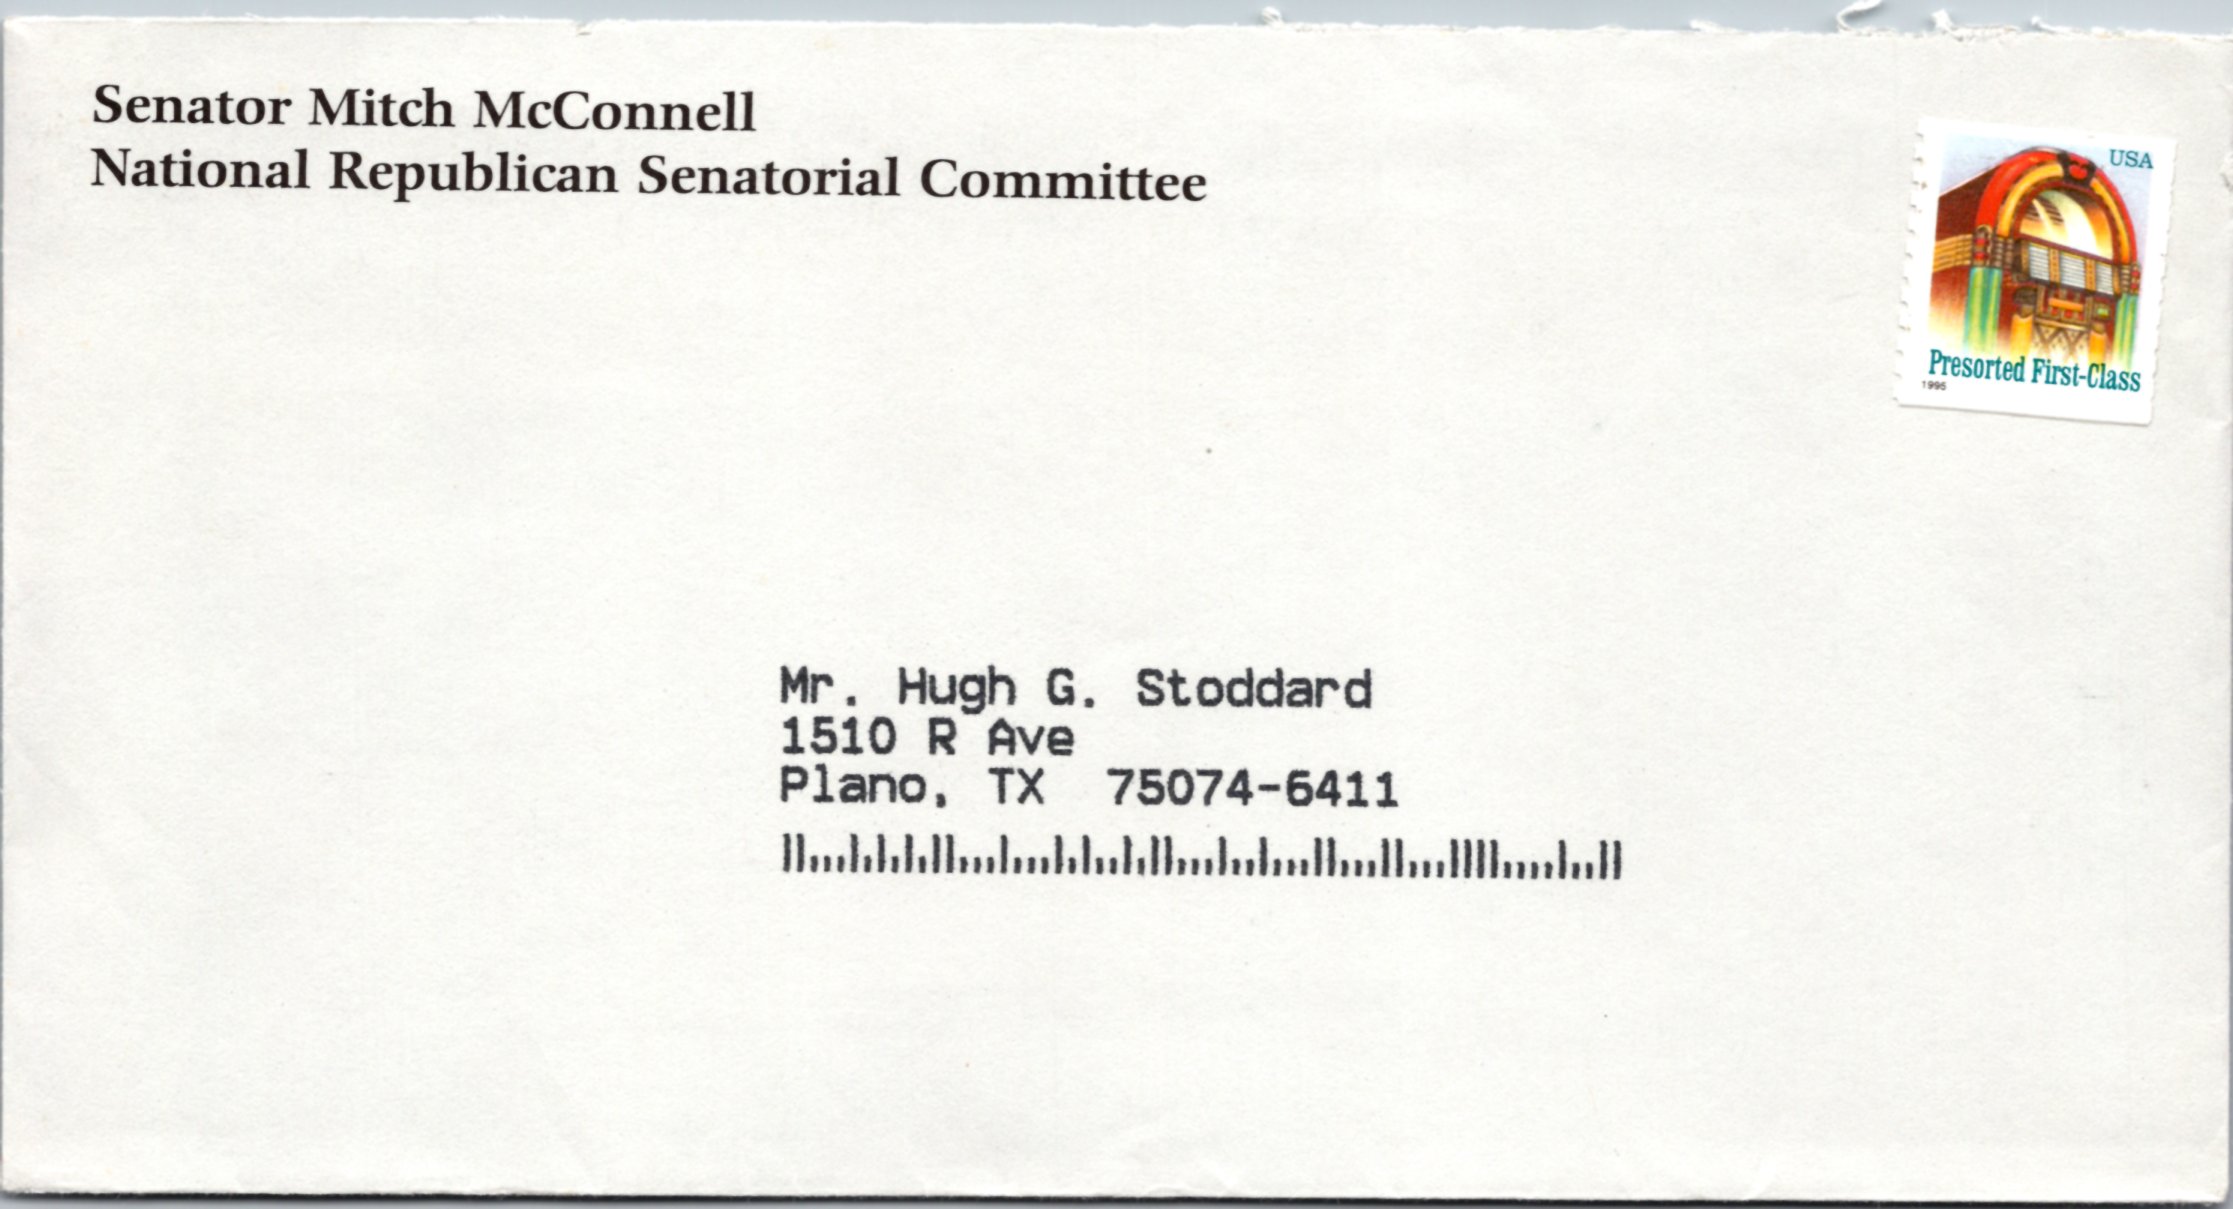 Senator Mitch McConnell
National Republican Senatorial Committee
USA
Presorted First-Class
1995
Mr. Hugh G. Stoddard
1510 R Ave
Plano, TX 75074-6411